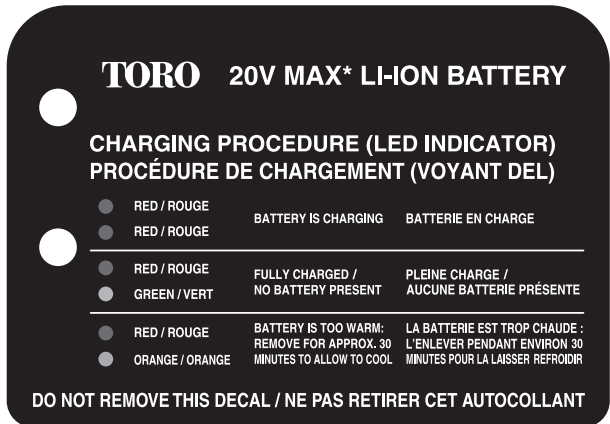 TORO 20V MAX* LI-ION BATTERY
CHARGING PROCEDURE (LED INDICATOR)
PROCÉDURE DE CHARGEMENT (VOYANT DEL)
RED / ROUGE
RED / ROUGE
BATTERY IS CHARGING
BATTERIE EN CHARGE
RED / ROUGE
GREEN / VERT
FULLY CHARGED /
NO BATTERY PRESENT
PLEINE CHARGE /
AUCUNE BATTERIE PRÉSENTE
RED / ROUGE
ORANGE / ORANGE
BATTERY IS TOO WARM:
REMOVE FOR APPROX. 30
MINUTES TO ALLOW TO COOL
LA BATTERIE EST TROP CHAUDE :
L'ENLEVER PENDANT ENVIRON 30
MINUTES POUR LA LAISSER REFROIDIR
DO NOT REMOVE THIS DECAL / NE PAS RETIRER CET AUTOCOLLANT